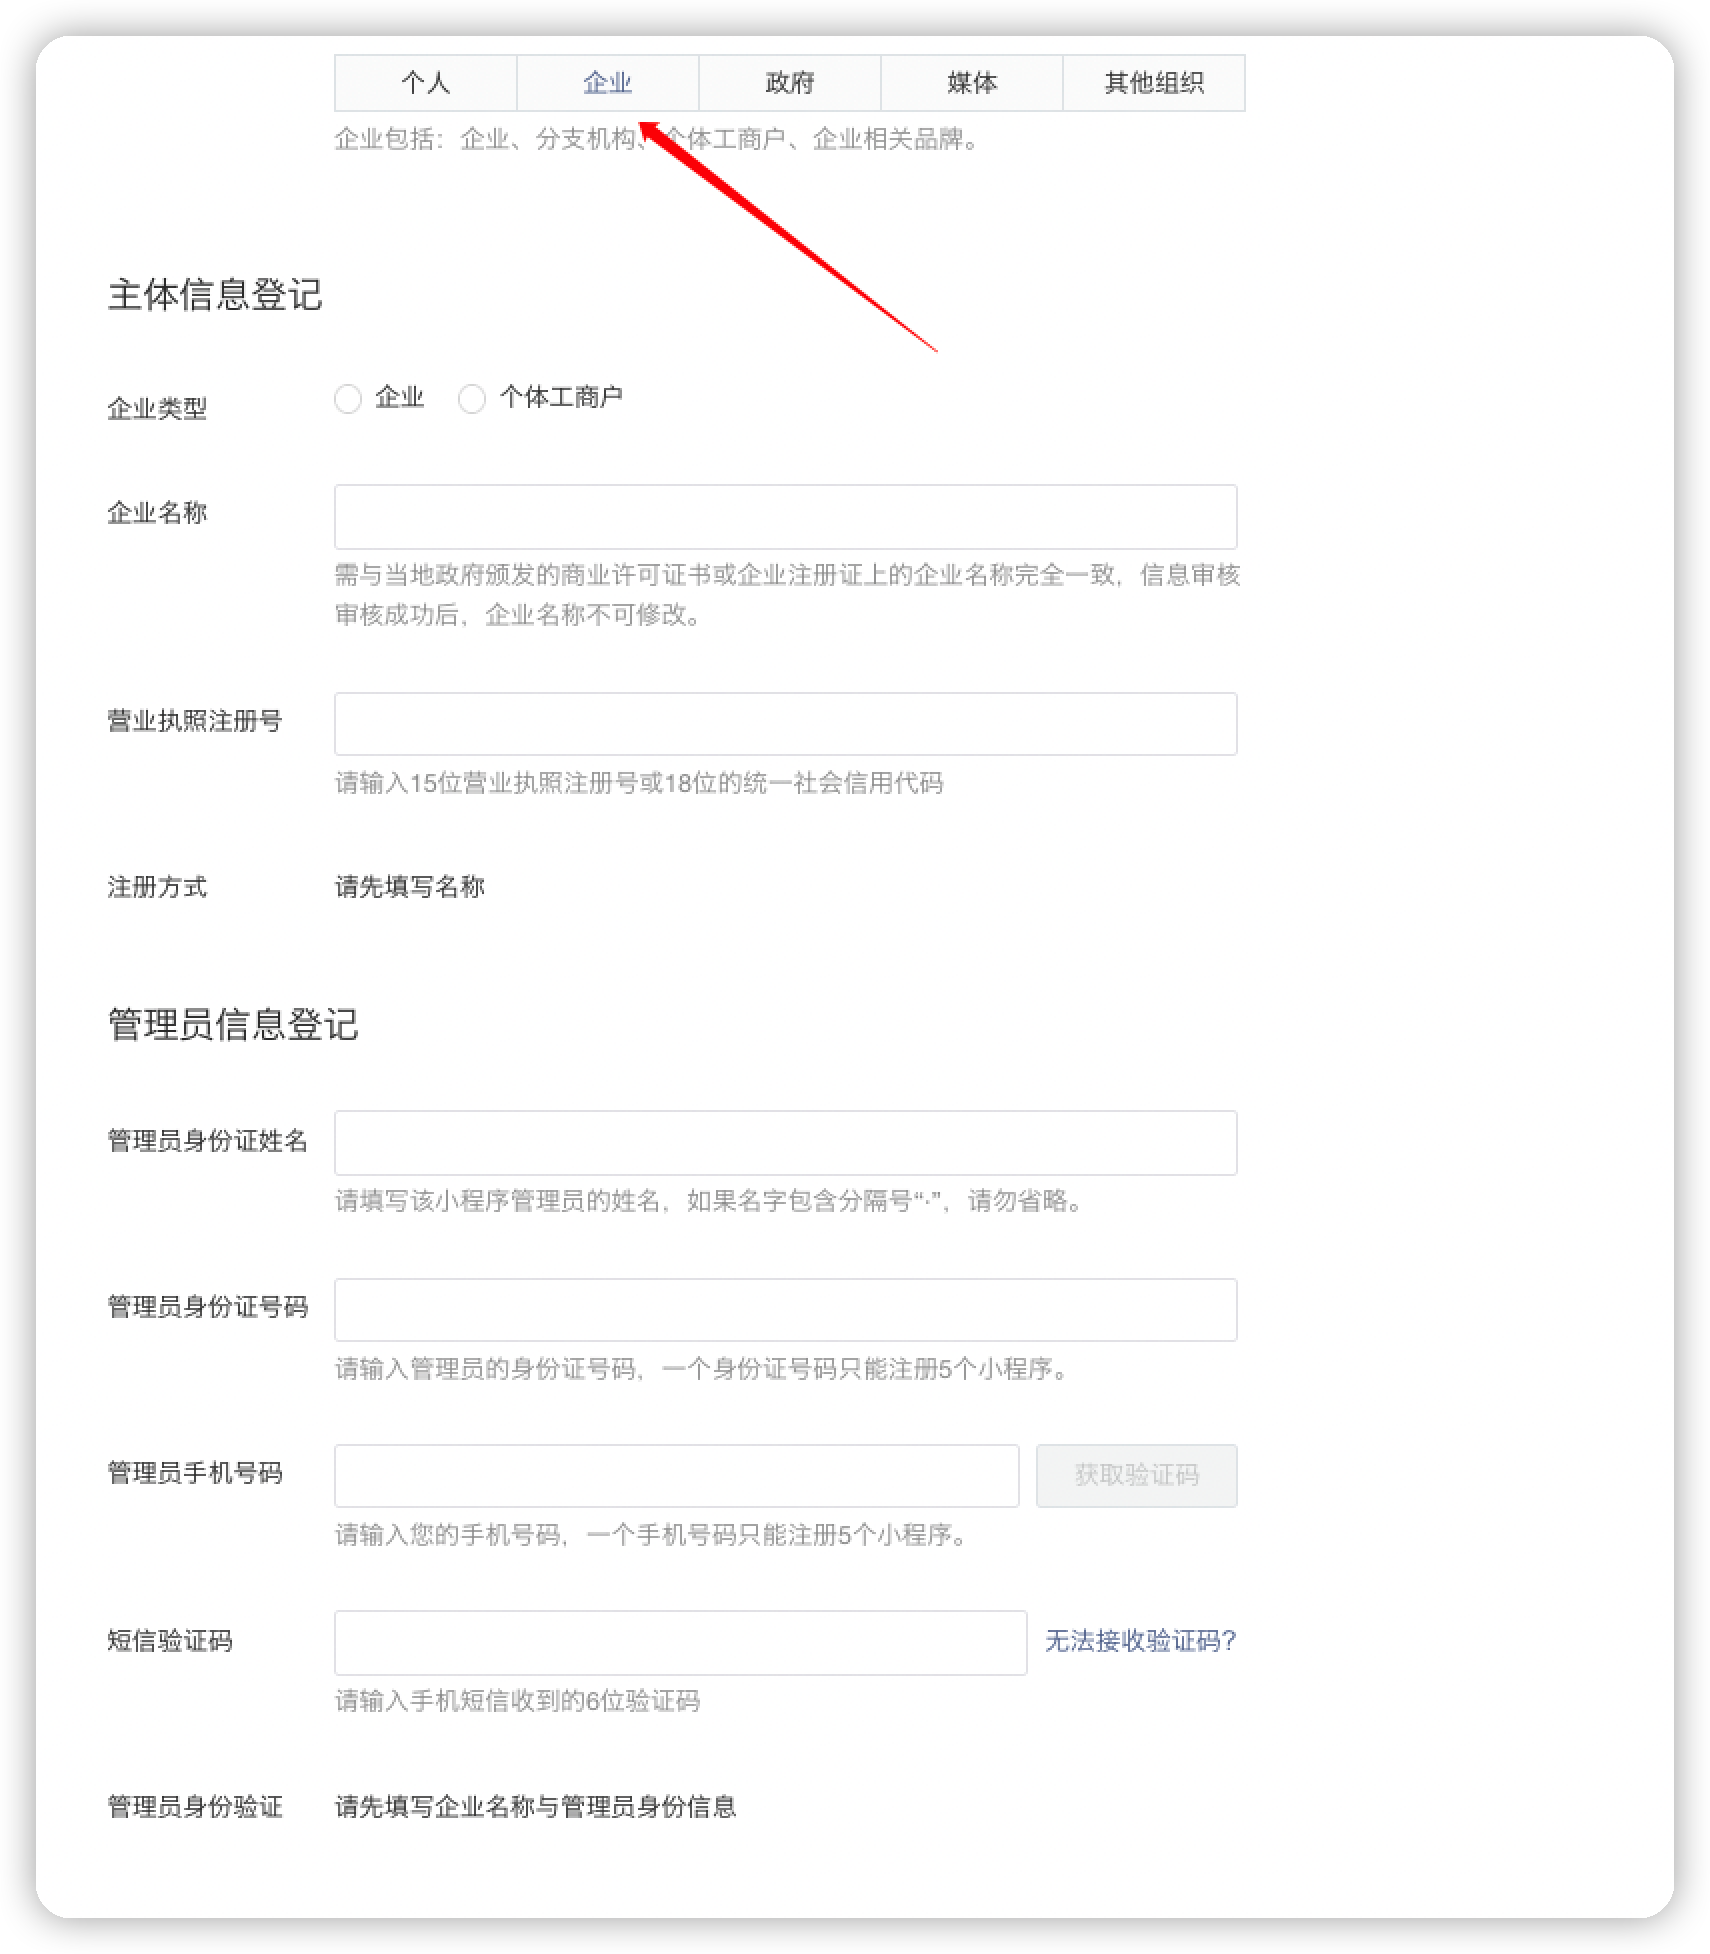 个人 企业 政府 媒体 其他组织
企业包括：企业、分支机构、个体工商户、企业相关品牌。
主体信息登记
企业类型 企业 个体工商户
企业名称
需与当地政府颁发的商业许可证书或企业注册证上的企业名称完全一致，信息审核
审核成功后，企业名称不可修改。
营业执照注册号
请输入15位营业执照注册号或18位的统一社会信用代码
注册方式 请先填写名称
管理员信息登记
管理员身份证姓名
请填写该小程序管理员的姓名，如果名字包含分隔号“·”，请勿省略。
管理员身份证号码
请输入管理员的身份证号码，一个身份证号码只能注册5个小程序。
管理员手机号码 获取验证码
请输入您的手机号码，一个手机号码只能注册5个小程序。
短信验证码 无法接收验证码?
请输入手机短信收到的6位验证码
管理员身份验证 请先填写企业名称与管理员身份信息